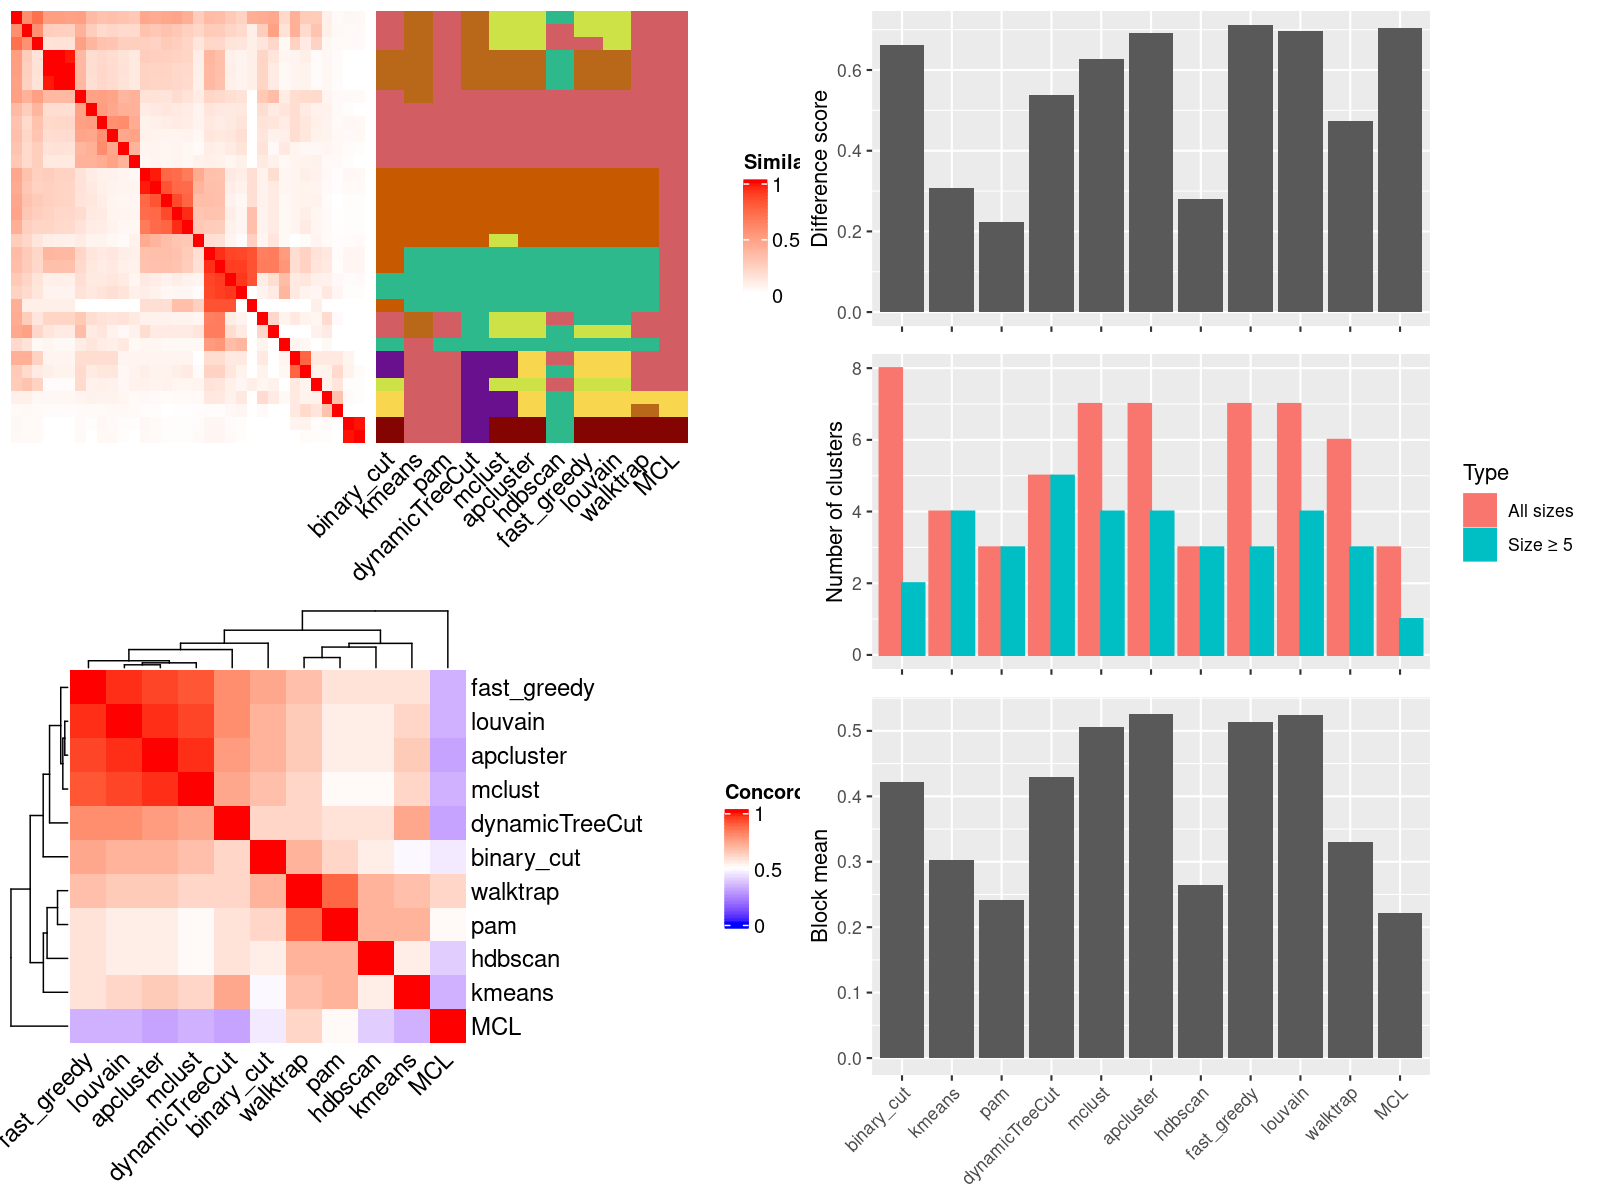 Simila
1
0.5
0
binary_cut
kmeans
pam
dynamicTreeCut
mclust
apcluster
hdbscan
fast_greedy
louvain
walktrap
MCL
fast_greedy
louvain
apcluster
mclust
dynamicTreeCut
binary_cut
walktrap
pam
hdbscan
kmeans
MCL
fast_greedy
louvain
apcluster
mclust
dynamicTreeCut
binary_cut
walktrap
pam
hdbscan
kmeans
MCL
Concord
1
0.5
0
Difference score
0.6
0.4
0.2
0.0
Number of clusters
8
6
4
2
0
Type
All sizes
Size ≥ 5
Block mean
0.5
0.4
0.3
0.2
0.1
0.0
binary_cut
kmeans
pam
dynamicTreeCut
mclust
apcluster
hdbscan
fast_greedy
louvain
walktrap
MCL